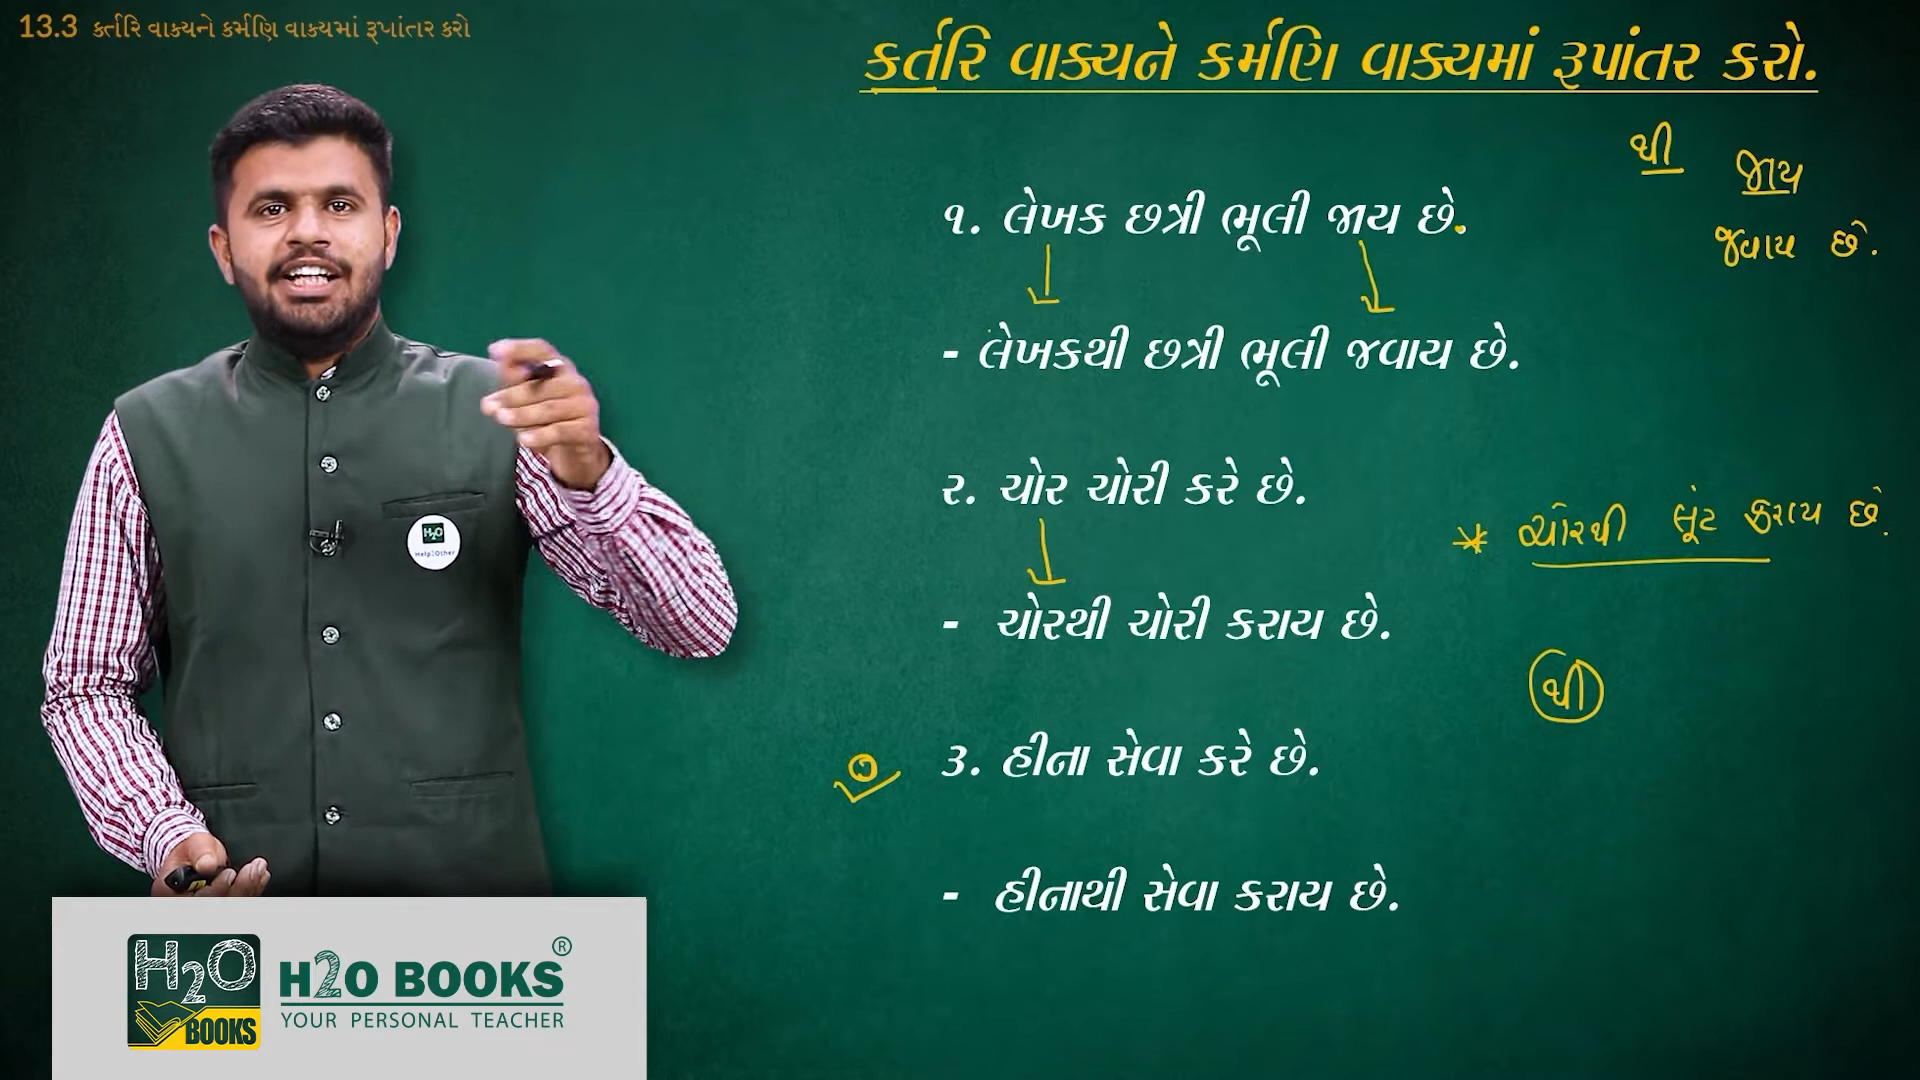 13.3 કર્તરિ વાક્યને કર્મણિ વાક્યમાં રૂપાંતર કરો
કર્તરિ વાક્યને કર્મણિ વાક્યમાં રૂપાંતર કરો.
થી જાય
૧. લેખક છત્રી ભૂલી જાય છે.
જવાય છે.
- લેખકથી છત્રી ભૂલી જવાય છે.
૨. ચોર ચોરી કરે છે.
* ચોરથી લૂંટ કરાય છે.
- ચોરથી ચોરી કરાય છે.
થી
૩. હીના સેવા કરે છે.
- હીનાથી સેવા કરાય છે.
H2O
Help2Other
H2O BOOKS
H2O BOOKS®
YOUR PERSONAL TEACHER